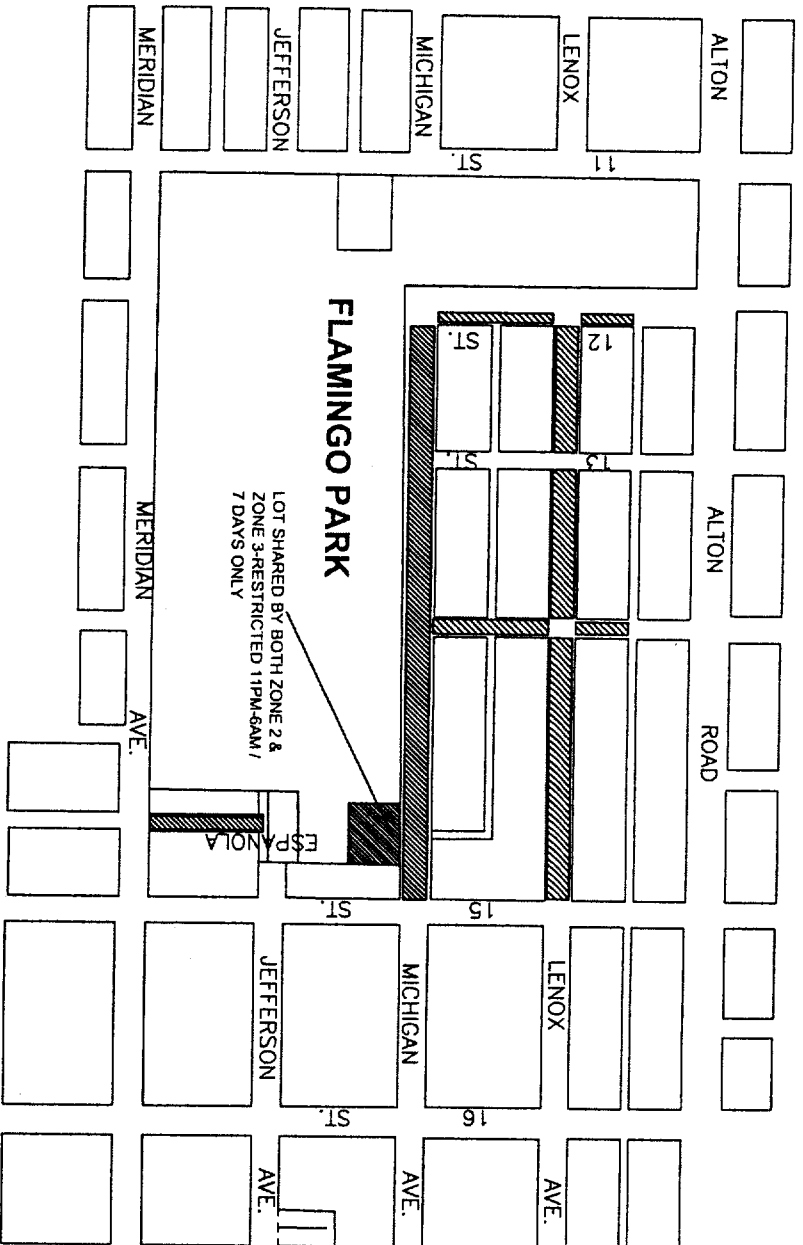 ALTON
LENOX
MICHIGAN
JEFFERSON
MERIDIAN
11
ST.
12
ST.
13
ST.
FLAMINGO PARK
LOT SHARED BY BOTH ZONE 2 &
ZONE 3-RESTRICTED 11PM-6AM /
7 DAYS ONLY
ALTON
ROAD
MERIDIAN
AVE.
ESPANOLA
15
ST.
LENOX
MICHIGAN
JEFFERSON
16
ST.
AVE.
AVE.
AVE.